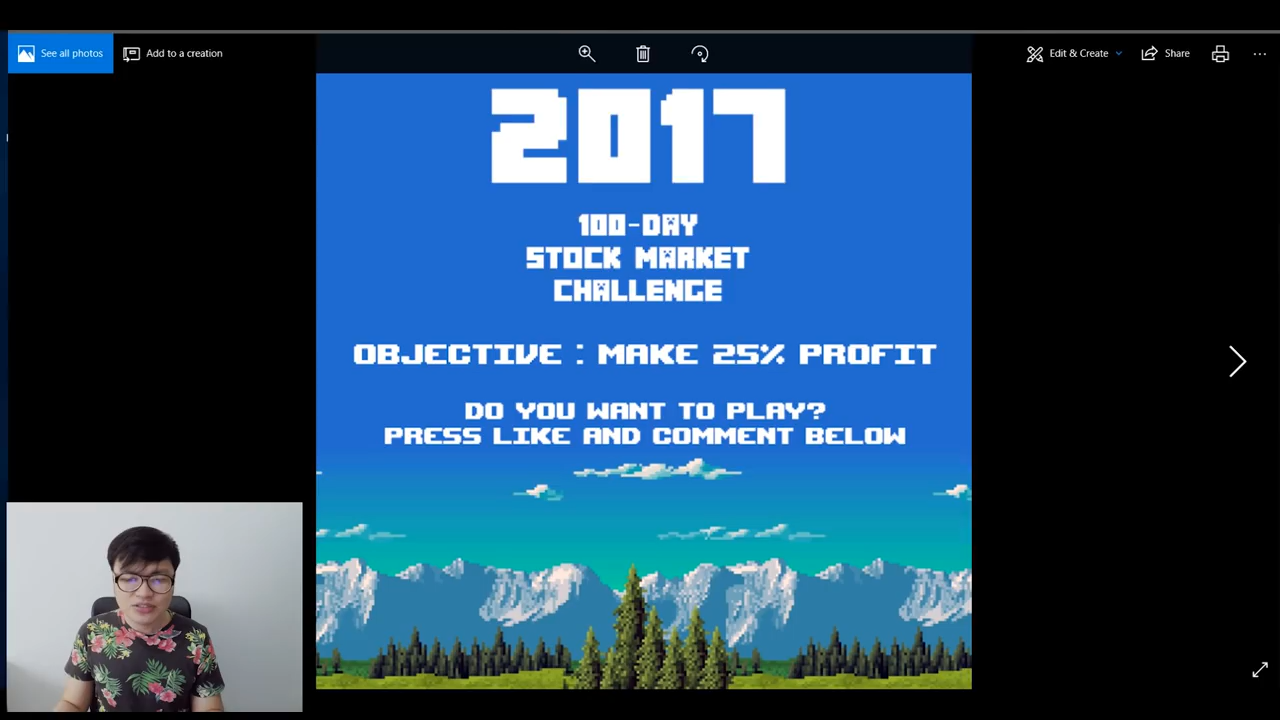 See all photos
Add to a creation
Edit & Create
Share
2017
100-DAY
STOCK MARKET
CHALLENGE
OBJECTIVE : MAKE 25% PROFIT
DO YOU WANT TO PLAY?
PRESS LIKE AND COMMENT BELOW